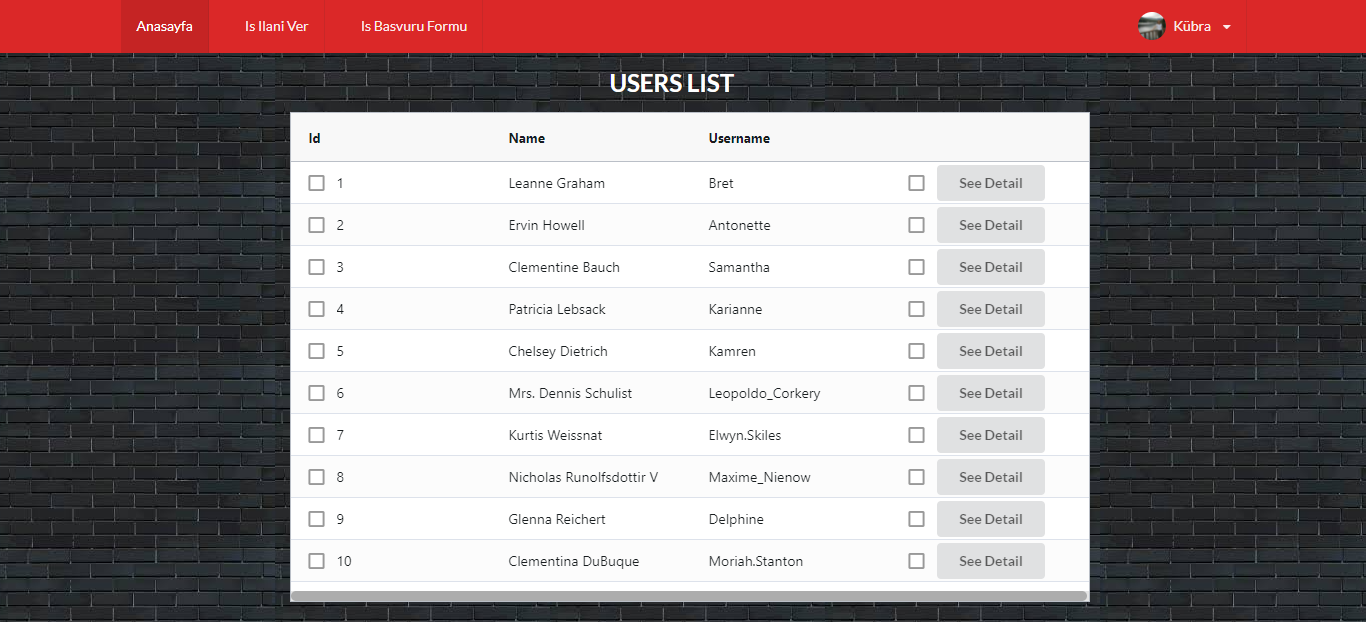 Anasayfa Is Ilani Ver Is Basvuru Formu Kübra
USERS LIST
Id Name Username
1 Leanne Graham Bret See Detail
2 Ervin Howell Antonette See Detail
3 Clementine Bauch Samantha See Detail
4 Patricia Lebsack Karianne See Detail
5 Chelsey Dietrich Kamren See Detail
6 Mrs. Dennis Schulist Leopoldo_Corkery See Detail
7 Kurtis Weissnat Elwyn.Skiles See Detail
8 Nicholas Runolfsdottir V Maxime_Nienow See Detail
9 Glenna Reichert Delphine See Detail
10 Clementina DuBuque Moriah.Stanton See Detail